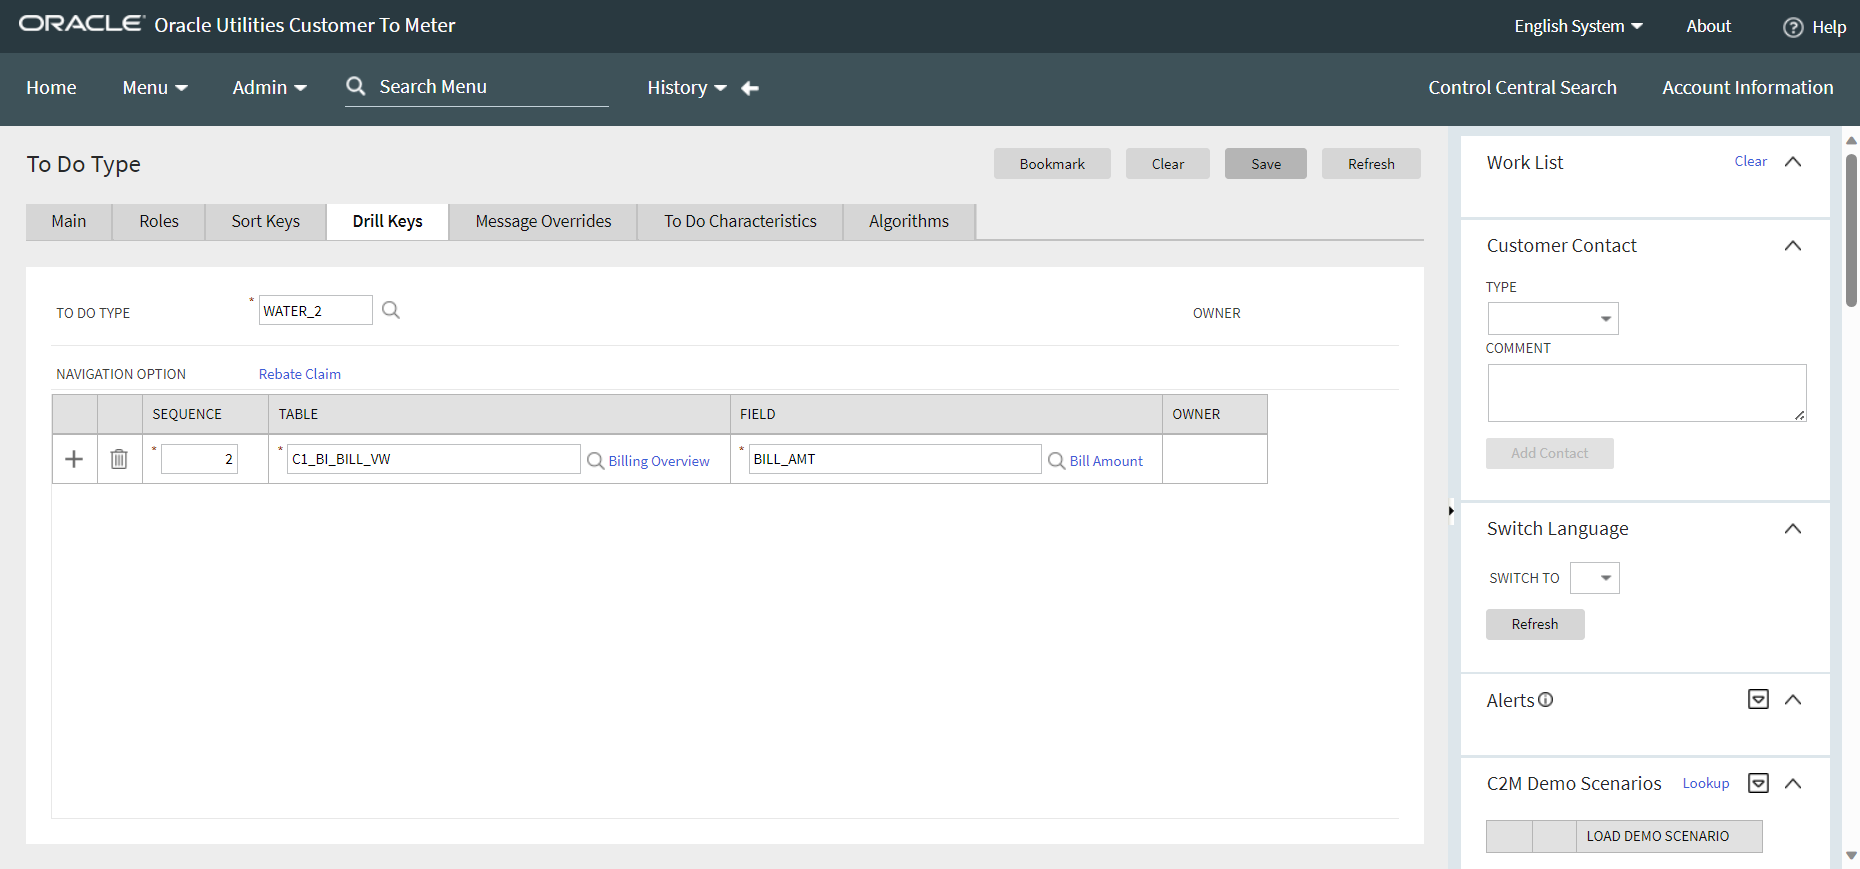 ORACLE Oracle Utilities Customer To Meter English System About ? Help
Home Menu Admin Search Menu History Control Central Search Account Information
To Do Type Bookmark Clear Save Refresh
Main Roles Sort Keys Drill Keys Message Overrides To Do Characteristics Algorithms
TO DO TYPE * WATER_2 OWNER
NAVIGATION OPTION Rebate Claim
SEQUENCE TABLE FIELD OWNER
* 2 * C1_BI_BILL_VW Billing Overview * BILL_AMT Bill Amount
Work List Clear
Customer Contact
TYPE
COMMENT
Add Contact
Switch Language
SWITCH TO
Refresh
Alerts
C2M Demo Scenarios Lookup
LOAD DEMO SCENARIO